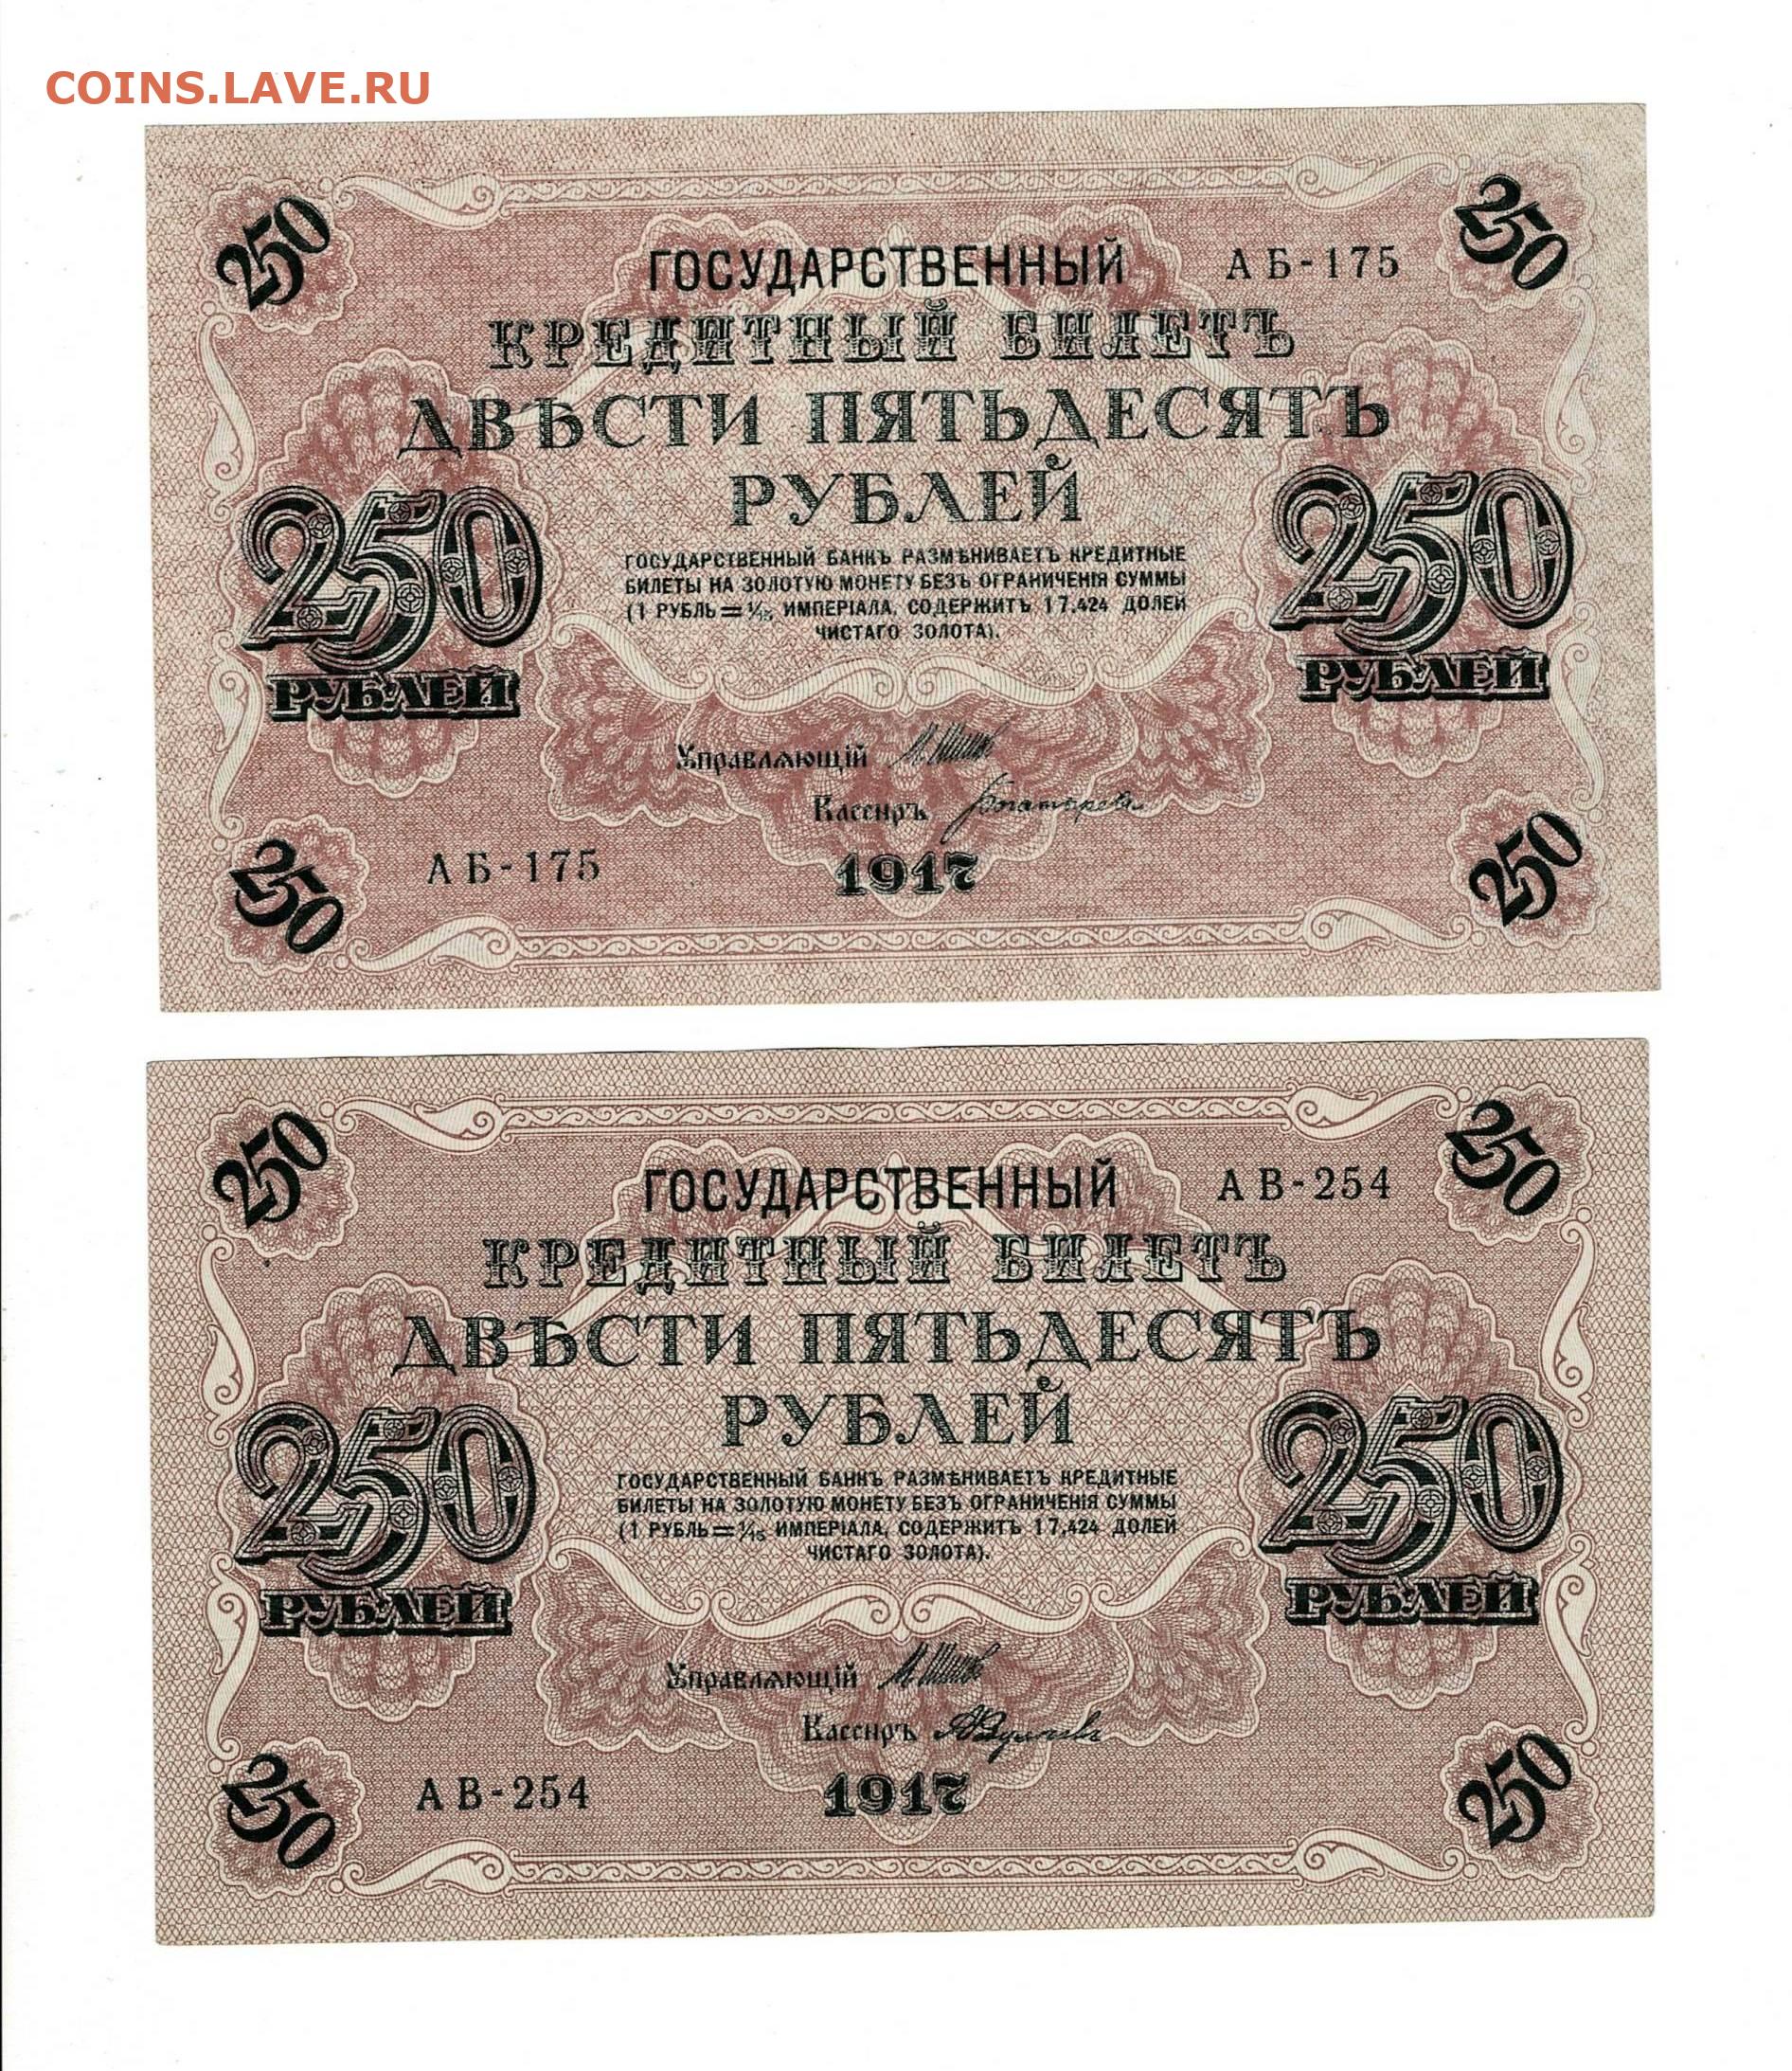 COINS.LAVE.RU
250
250
ГОСУДАРСТВЕННЫЙ АБ-175
КРЕДИТНЫЙ БИЛЕТЪ
ДВѢСТИ ПЯТЬДЕСЯТЪ
РУБЛЕЙ
250
РУБЛЕЙ
250
РУБЛЕЙ
ГОСУДАРСТВЕННЫЙ БАНКЪ РАЗМѢНИВАЕТЪ КРЕДИТНЫЕ
БИЛЕТЫ НА ЗОЛОТУЮ МОНЕТУ БЕЗЪ ОГРАНИЧЕНІЯ СУММЫ
(1 РУБЛЬ = 1/15 ИМПЕРІАЛА, СОДЕРЖИТЪ 17,424 ДОЛЕЙ
ЧИСТАГО ЗОЛОТА).
Управляющій
Кассиръ
АБ-175
1917
250
250
250
250
ГОСУДАРСТВЕННЫЙ АВ-254
КРЕДИТНЫЙ БИЛЕТЪ
ДВѢСТИ ПЯТЬДЕСЯТЪ
РУБЛЕЙ
250
РУБЛЕЙ
250
РУБЛЕЙ
ГОСУДАРСТВЕННЫЙ БАНКЪ РАЗМѢНИВАЕТЪ КРЕДИТНЫЕ
БИЛЕТЫ НА ЗОЛОТУЮ МОНЕТУ БЕЗЪ ОГРАНИЧЕНІЯ СУММЫ
(1 РУБЛЬ = 1/15 ИМПЕРІАЛА, СОДЕРЖИТЪ 17,424 ДОЛЕЙ
ЧИСТАГО ЗОЛОТА).
Управляющій
Кассиръ
АВ-254
1917
250
250